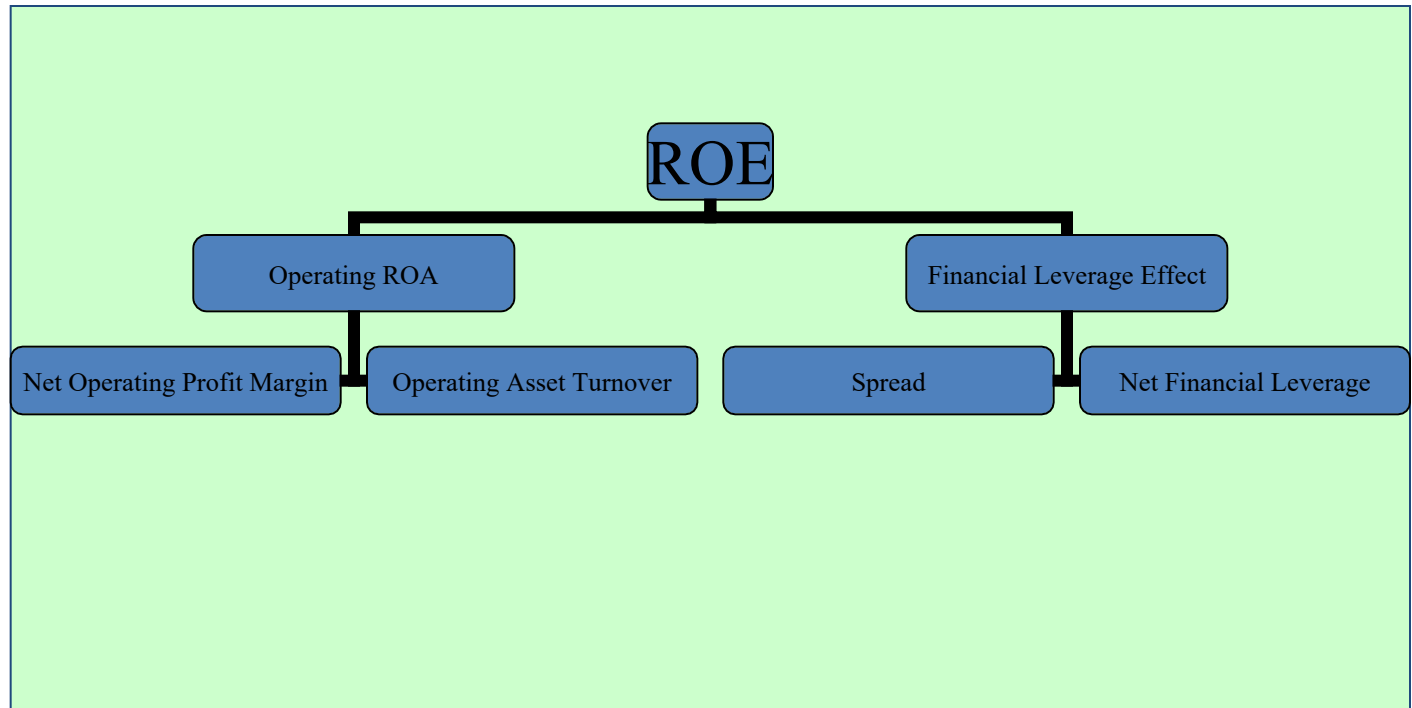 ROE
Operating ROA
Financial Leverage Effect
Net Operating Profit Margin
Operating Asset Turnover
Spread
Net Financial Leverage